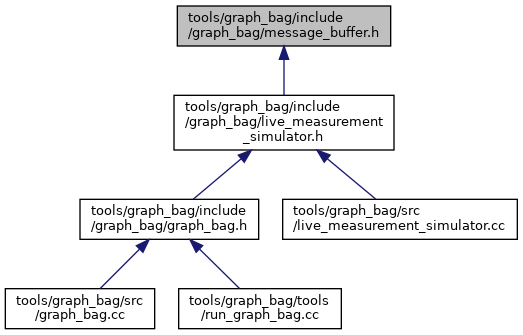 tools/graph_bag/include
/graph_bag/message_buffer.h
tools/graph_bag/include
/graph_bag/live_measurement
_simulator.h
tools/graph_bag/include
/graph_bag/graph_bag.h
tools/graph_bag/src
/live_measurement_simulator.cc
tools/graph_bag/src
/graph_bag.cc
tools/graph_bag/tools
/run_graph_bag.cc